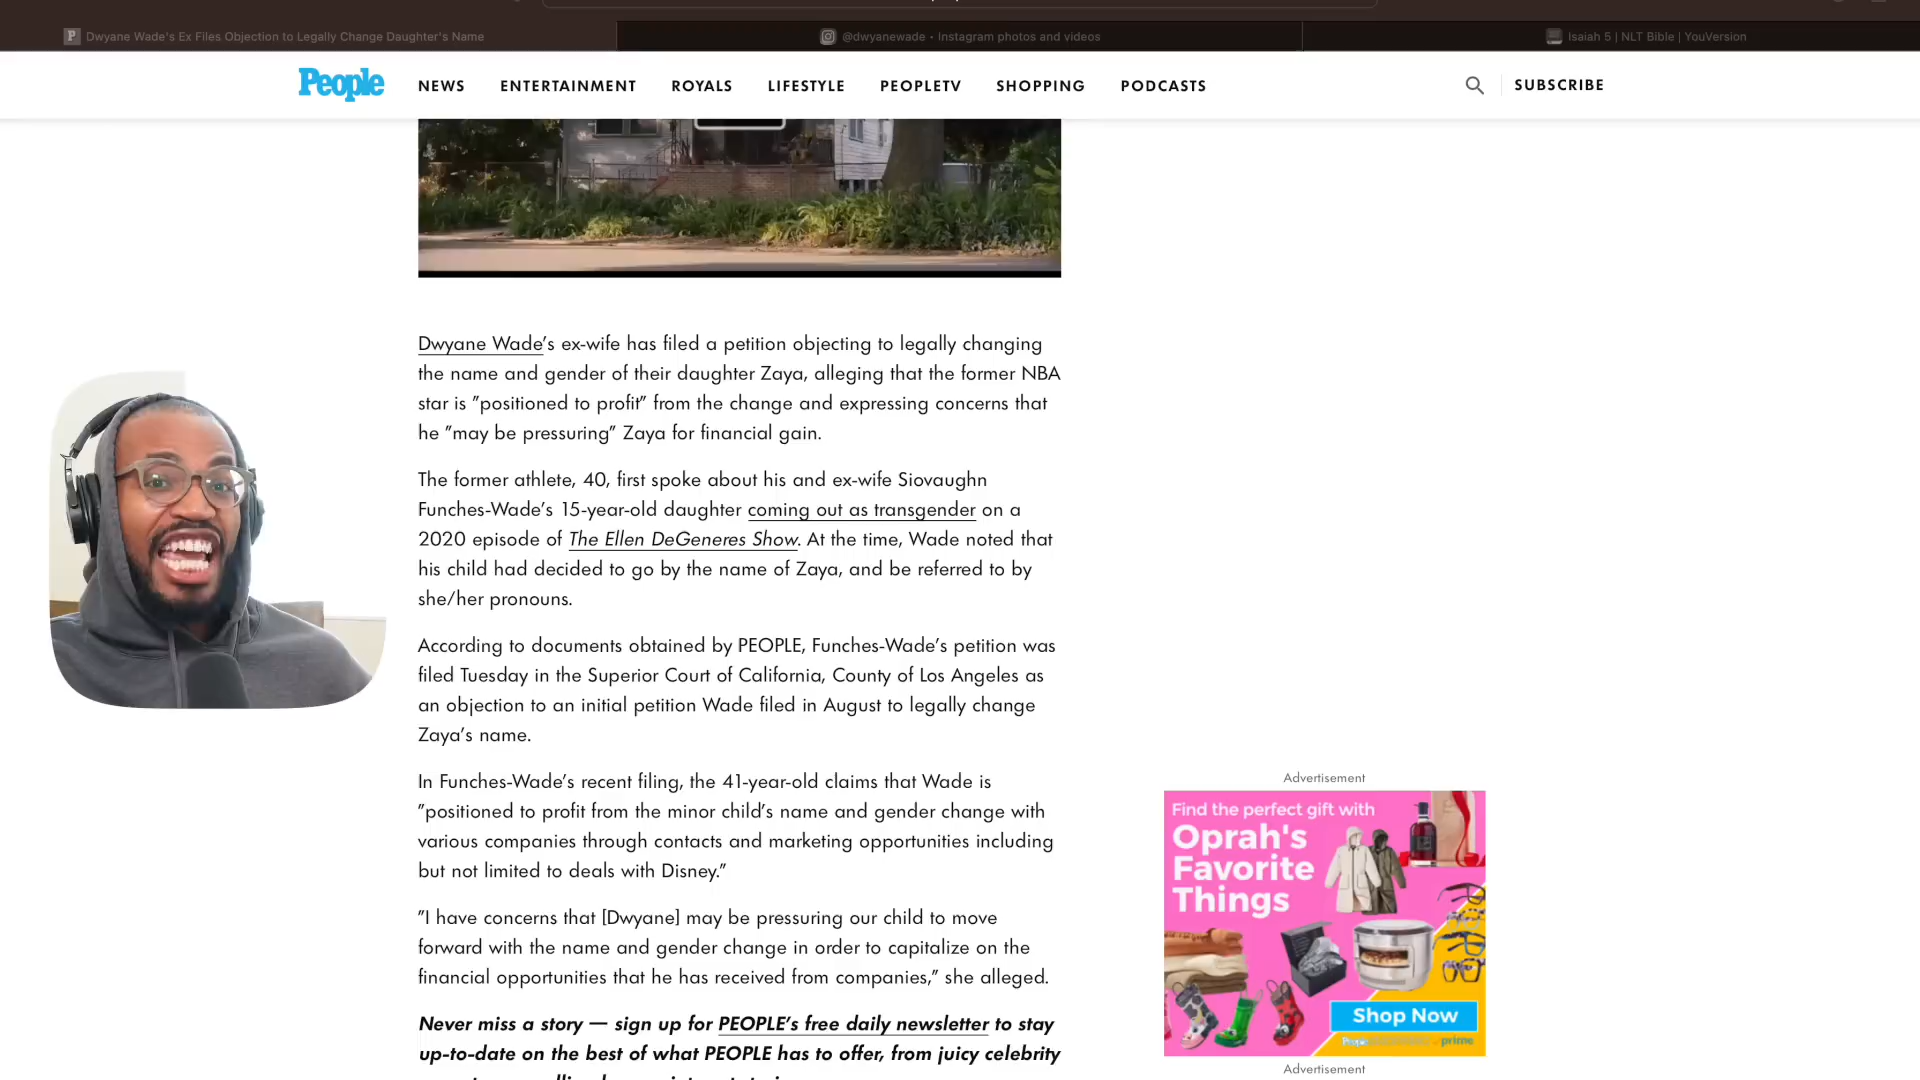 Dwyane Wade's Ex Files Objection to Legally Change Daughter's Name
@dwyanewade • Instagram photos and videos
Isaiah 5 | NLT Bible | YouVersion
People NEWS ENTERTAINMENT ROYALS LIFESTYLE PEOPLETV SHOPPING PODCASTS SUBSCRIBE
Dwyane Wade's ex-wife has filed a petition objecting to legally changing
the name and gender of their daughter Zaya, alleging that the former NBA
star is "positioned to profit" from the change and expressing concerns that
he "may be pressuring" Zaya for financial gain.
The former athlete, 40, first spoke about his and ex-wife Siovaughn
Funches-Wade's 15-year-old daughter coming out as transgender on a
2020 episode of The Ellen DeGeneres Show. At the time, Wade noted that
his child had decided to go by the name of Zaya, and be referred to by
she/her pronouns.
According to documents obtained by PEOPLE, Funches-Wade's petition was
filed Tuesday in the Superior Court of California, County of Los Angeles as
an objection to an initial petition Wade filed in August to legally change
Zaya's name.
In Funches-Wade's recent filing, the 41-year-old claims that Wade is
"positioned to profit from the minor child's name and gender change with
various companies through contacts and marketing opportunities including
but not limited to deals with Disney."
"I have concerns that [Dwyane] may be pressuring our child to move
forward with the name and gender change in order to capitalize on the
financial opportunities that he has received from companies," she alleged.
Never miss a story — sign up for PEOPLE's free daily newsletter to stay
up-to-date on the best of what PEOPLE has to offer, from juicy celebrity
Advertisement
Find the perfect gift with
Oprah's
Favorite
Things
Shop Now
prime
Advertisement